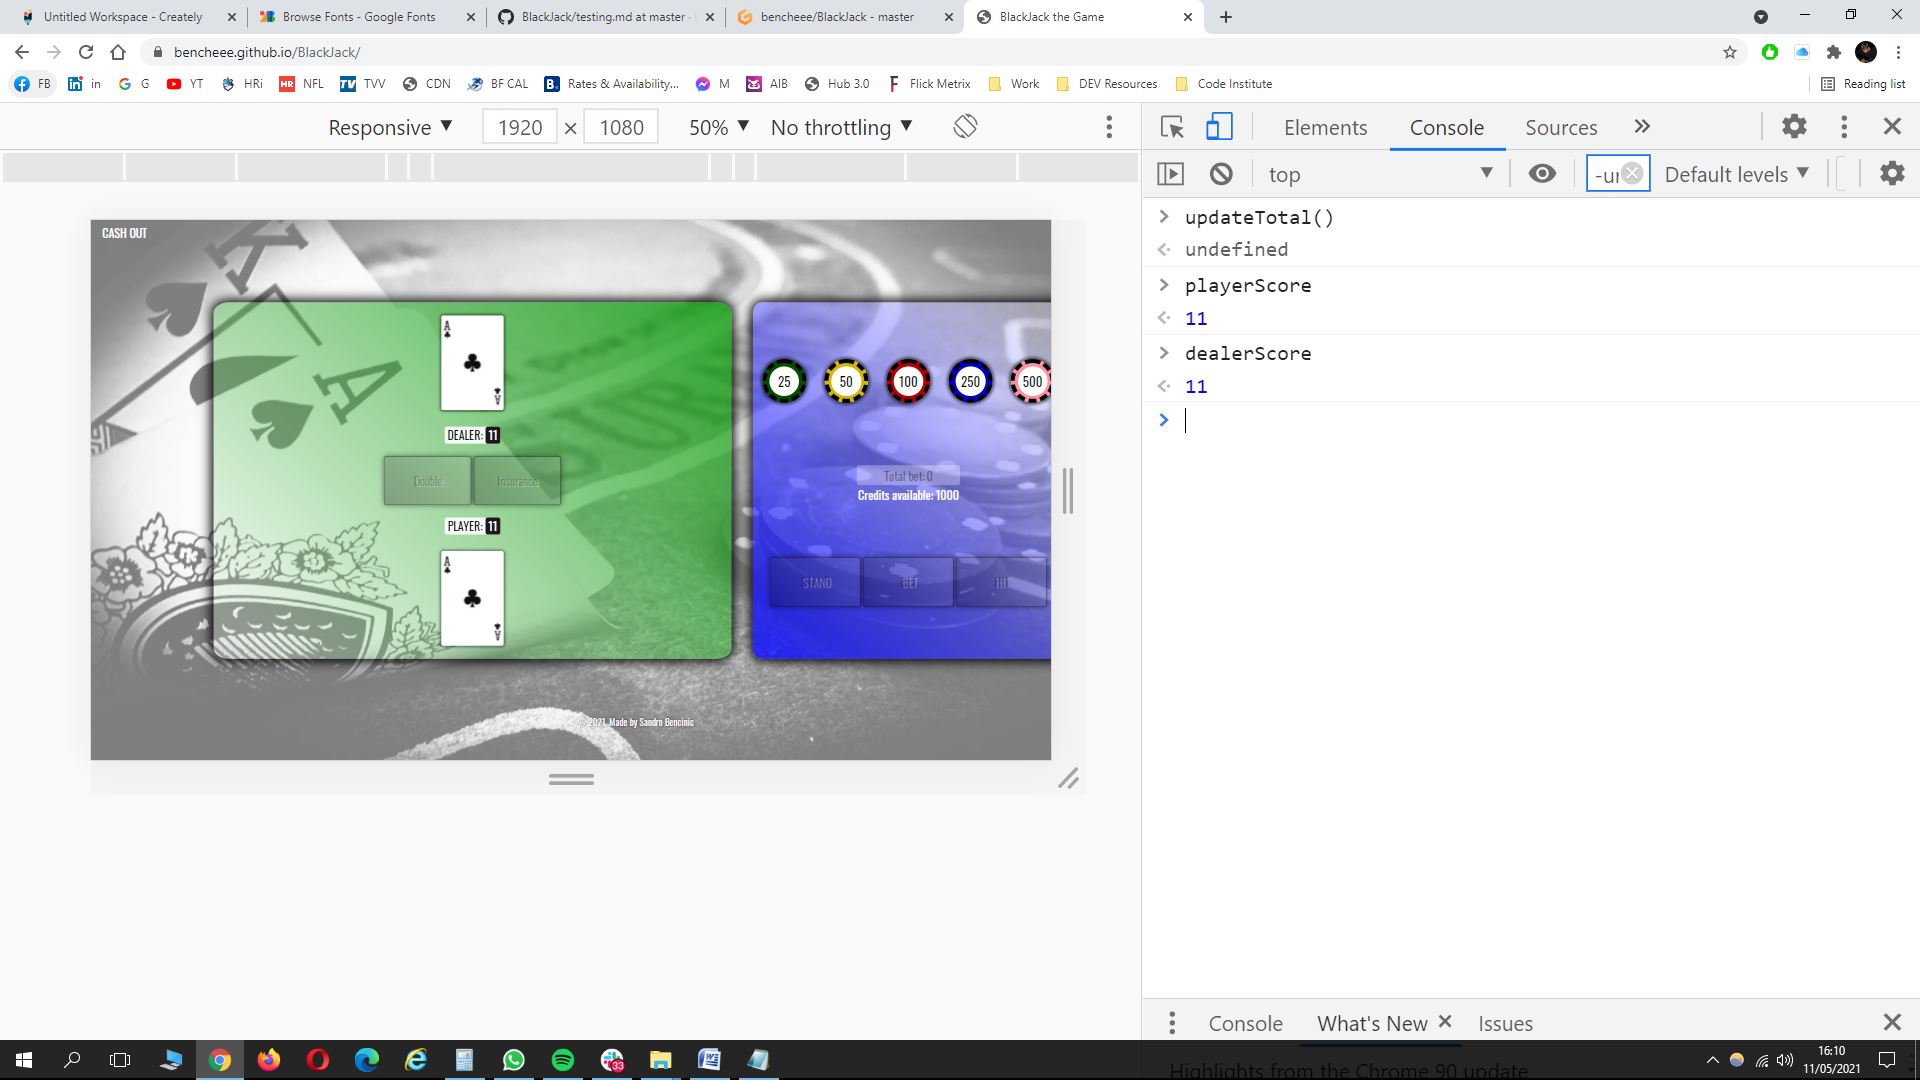 Untitled Workspace - Creately
Browse Fonts - Google Fonts
BlackJack/testing.md at master ·
bencheee/BlackJack - master
BlackJack the Game
bencheee.github.io/BlackJack/
FB in G YT HRi NFL TVV CDN BF CAL Rates & Availability... M AIB Hub 3.0 Flick Metrix Work DEV Resources Code Institute Reading list
Responsive 1920 × 1080 50% No throttling
Elements Console Sources
top Default levels
CASH OUT
A
A
DEALER: 11
Double Insurance
PLAYER: 11
A
A
25 50 100 250 500
Total bet: 0
Credits available: 1000
STAND BET HIT
© 2021, Made by Sandro Bencinic
updateTotal()
undefined
playerScore
11
dealerScore
11
Console What's New Issues
Highlights from the Chrome 90 update
33
16:10
11/05/2021